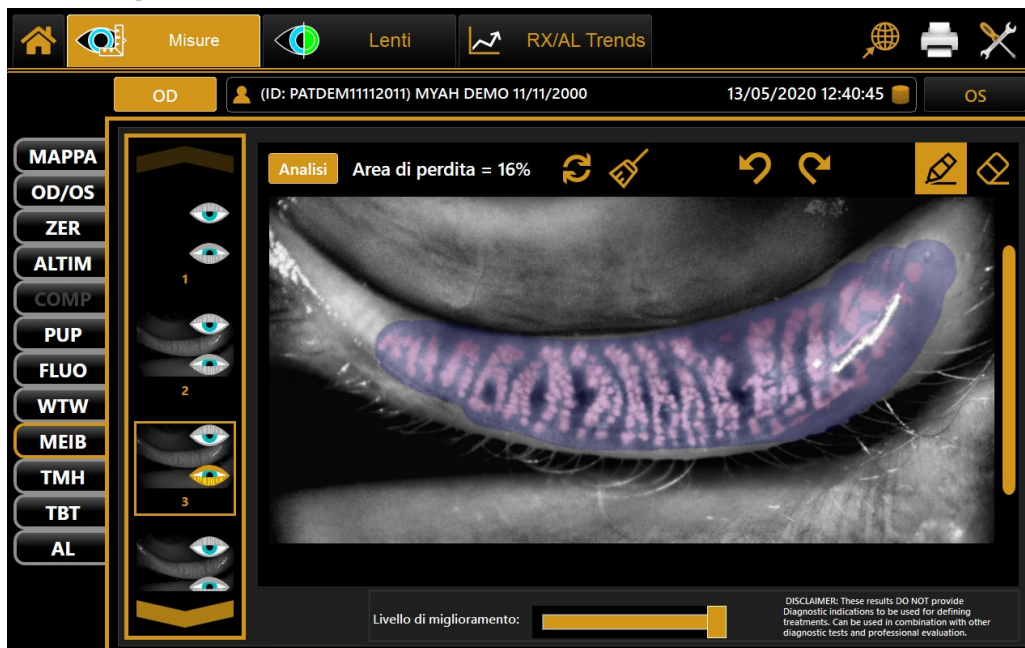 Misure
Lenti
RX/AL Trends
OD
(ID: PATDEM11112011) MYAH DEMO 11/11/2000
13/05/2020 12:40:45
OS
MAPPA
OD/OS
ZER
ALTIM
COMP
PUP
FLUO
WTW
MEIB
TMH
TBT
AL
1
2
3
Analisi
Area di perdita = 16%
Livello di miglioramento:
DISCLAIMER: These results DO NOT provide
Diagnostic indications to be used for defining
treatments. Can be used in combination with other
diagnostic tests and professional evaluation.